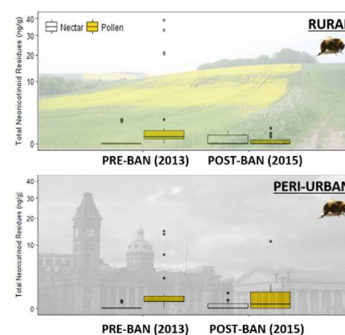 Total Neonicotinoid Residues (ng/g)
40
30
20
10
0
Nectar Pollen
RURAL
PRE-BAN (2013) POST-BAN (2015)
Total Neonicotinoid Residues (ng/g)
40
30
20
10
0
PERI-URBAN
PRE-BAN (2013) POST-BAN (2015)